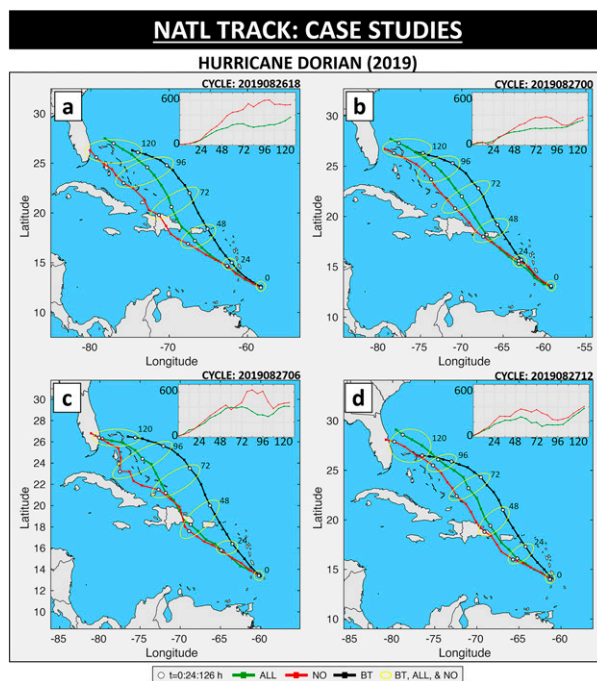 NATL TRACK: CASE STUDIES
HURRICANE DORIAN (2019)
CYCLE: 2019082618
a
600
0
24 48 72 96 120
30
25
20
15
10
Latitude
120
96
72
48
24
0
-80 -70 -60
Longitude
CYCLE: 2019082700
b
600
0
24 48 72 96 120
30
25
20
15
10
Latitude
120
96
72
48
24
0
-80 -75 -70 -65 -60 -55
Longitude
CYCLE: 2019082706
c
600
0
24 48 72 96 120
30
28
26
24
22
20
18
16
14
12
10
Latitude
120
96
72
48
24
0
-85 -80 -75 -70 -65 -60
Longitude
CYCLE: 2019082712
d
600
0
24 48 72 96 120
30
25
20
15
10
Latitude
120
96
72
48
24
0
-80 -70 -60
Longitude
t=0:24:126 h ALL NO BT BT, ALL, & NO